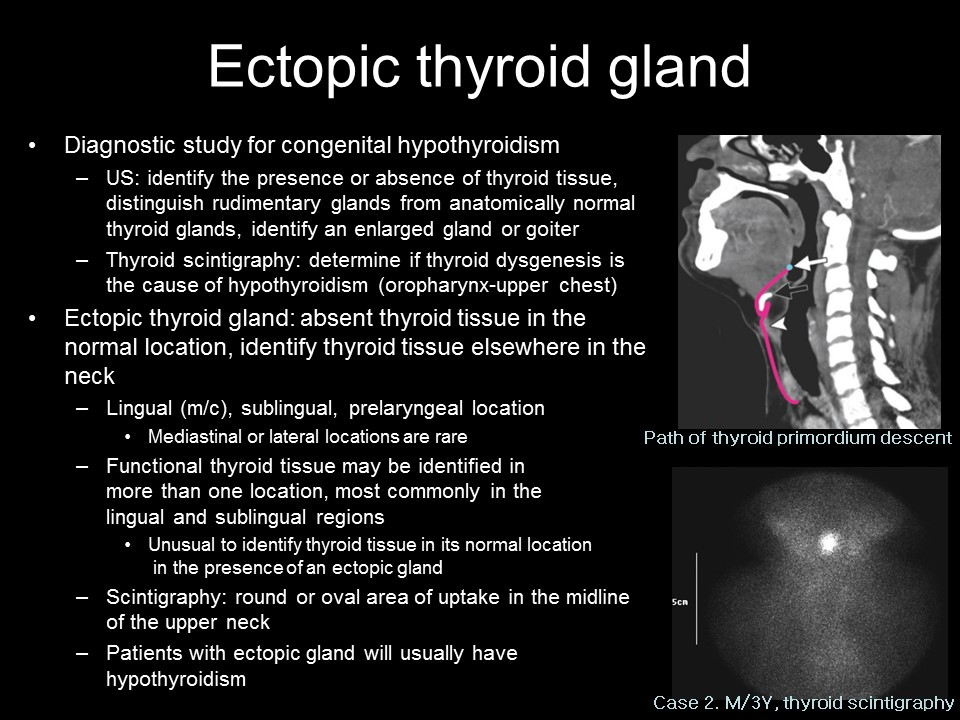 Ectopic thyroid gland
• Diagnostic study for congenital hypothyroidism
– US: identify the presence or absence of thyroid tissue,
distinguish rudimentary glands from anatomically normal
thyroid glands, identify an enlarged gland or goiter
– Thyroid scintigraphy: determine if thyroid dysgenesis is
the cause of hypothyroidism (oropharynx-upper chest)
• Ectopic thyroid gland: absent thyroid tissue in the
normal location, identify thyroid tissue elsewhere in the
neck
– Lingual (m/c), sublingual, prelaryngeal location
• Mediastinal or lateral locations are rare
– Functional thyroid tissue may be identified in
more than one location, most commonly in the
lingual and sublingual regions
• Unusual to identify thyroid tissue in its normal location
in the presence of an ectopic gland
– Scintigraphy: round or oval area of uptake in the midline
of the upper neck
– Patients with ectopic gland will usually have
hypothyroidism
Path of thyroid primordium descent
5cm
Case 2. M/3Y, thyroid scintigraphy